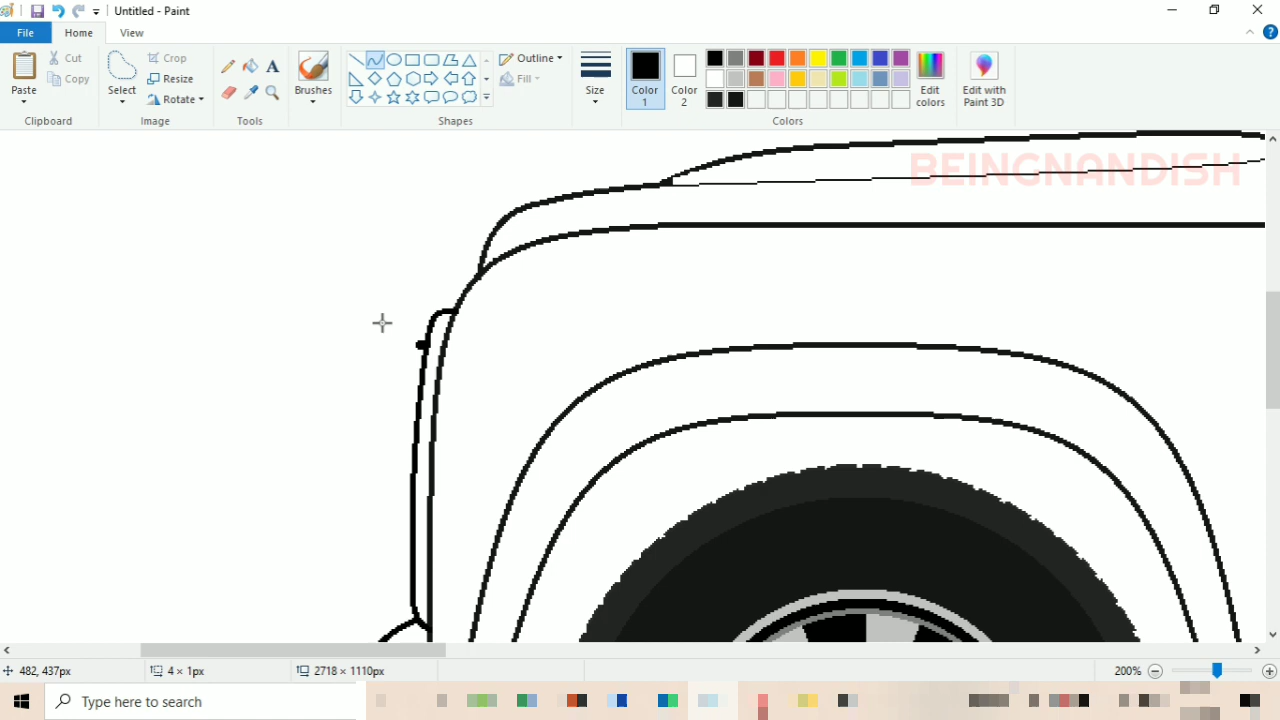 Untitled - Paint
File Home View
Paste Cut Copy Clipboard
Select Crop Resize Rotate Image
A Tools
Brushes
Outline Fill Shapes
Size
Color 1 Color 2 Edit colors Colors
Edit with Paint 3D
BEINGNANDISH
482, 437px 4 × 1px 2718 × 1110px 200%
Type here to search